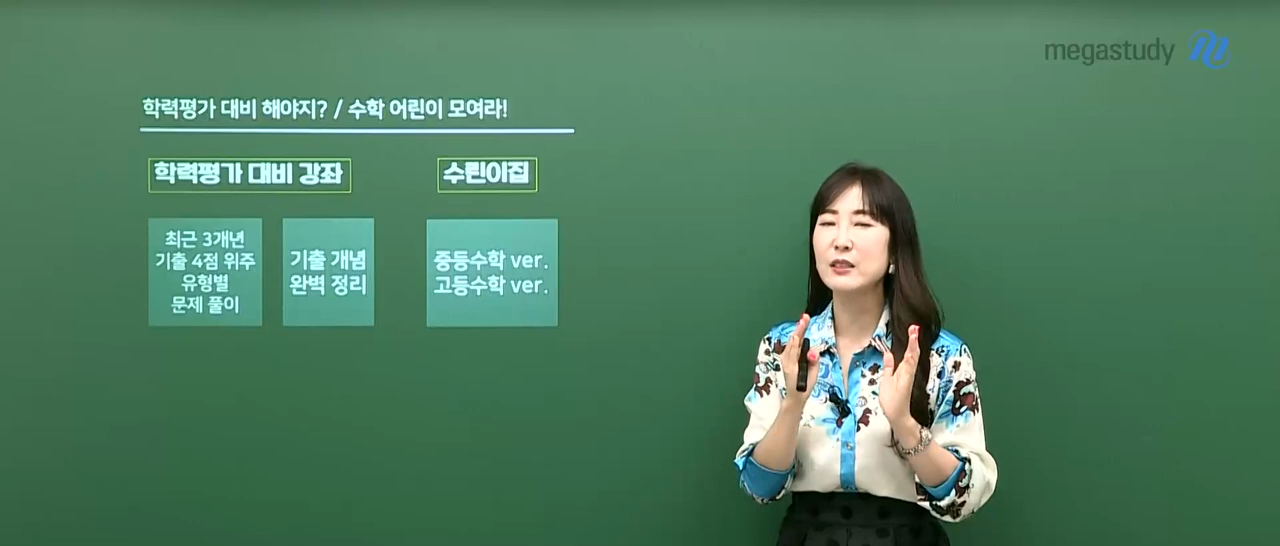 megastudy
학력평가 대비 해야지? / 수학 어린이 모여라!
학력평가 대비 강좌
수린이집
최근 3개년
기출 4점 위주
유형별
문제 풀이
기출 개념
완벽 정리
중등수학 ver.
고등수학 ver.